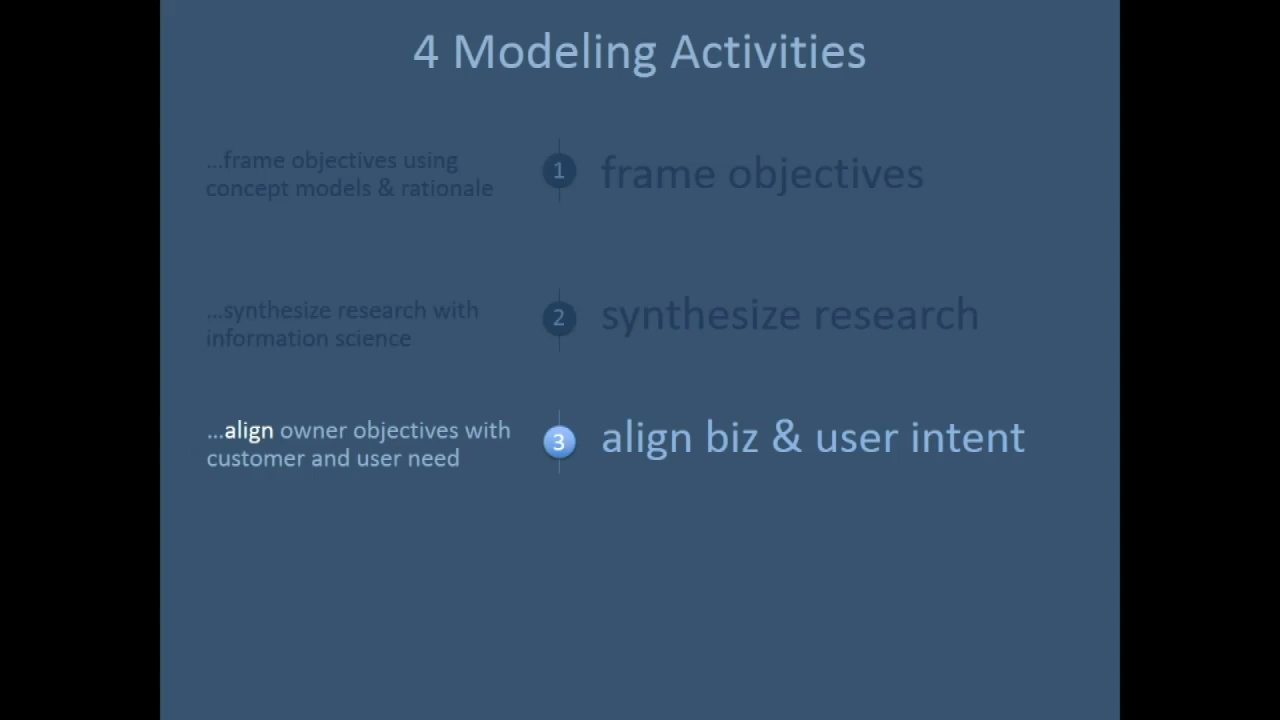 4 Modeling Activities
...frame objectives using
concept models & rationale
1
frame objectives
...synthesize research with
information science
2
synthesize research
...align owner objectives with
customer and user need
3
align biz & user intent